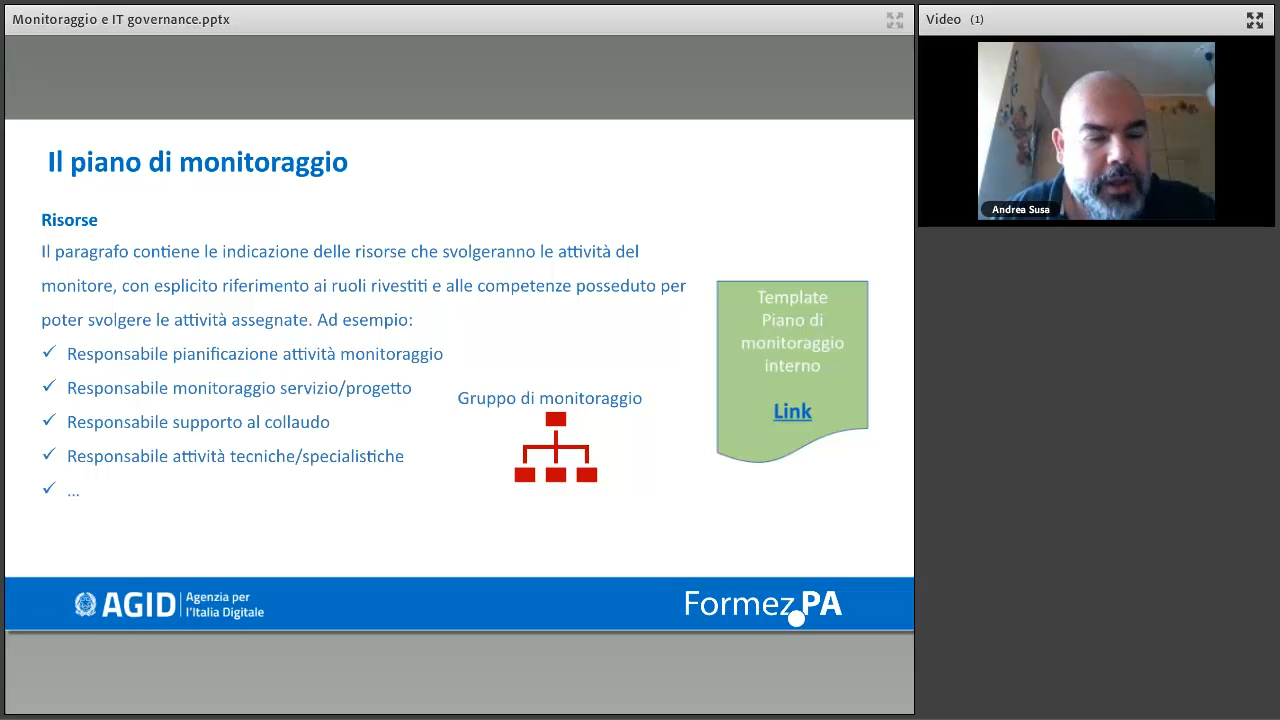 Monitoraggio e IT governance.pptx
Video (1)
Andrea Susa
Il piano di monitoraggio
Risorse
Il paragrafo contiene le indicazione delle risorse che svolgeranno le attività del
monitore, con esplicito riferimento ai ruoli rivestiti e alle competenze posseduto per
poter svolgere le attività assegnate. Ad esempio:
✓ Responsabile pianificazione attività monitoraggio
✓ Responsabile monitoraggio servizio/progetto
✓ Responsabile supporto al collaudo
✓ Responsabile attività tecniche/specialistiche
✓ ...
Gruppo di monitoraggio
Template
Piano di
monitoraggio
interno
Link
AGID
Agenzia per
l'Italia Digitale
Formez.PA